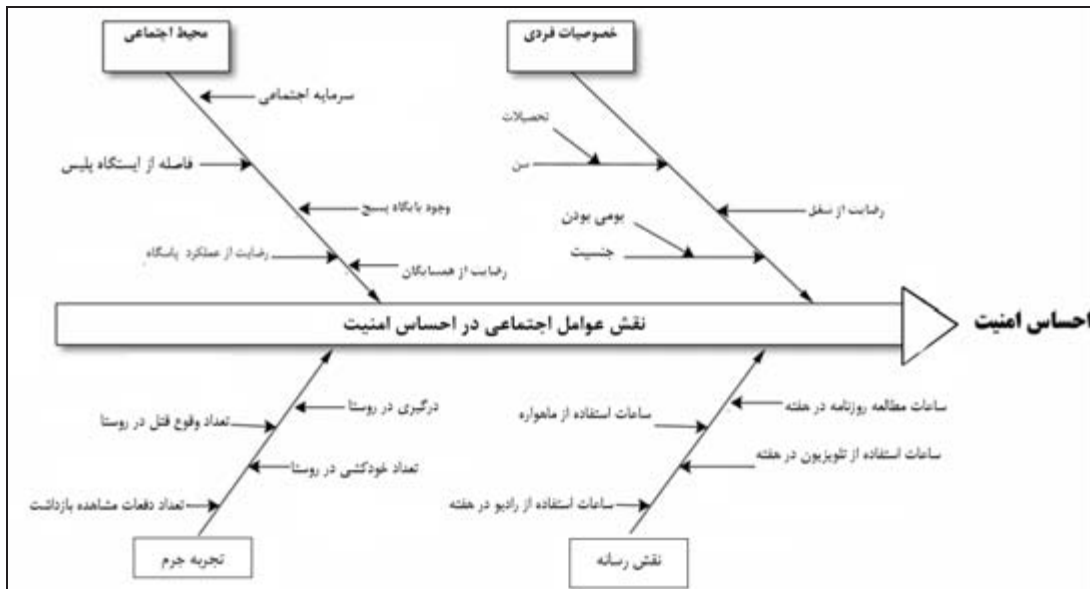 خصوصیات فردی
محیط اجتماعی
سرمایه اجتماعی
فاصله از ایستگاه پلیس
وجود پایگاه بسیج
رضایت از عملکرد پاسگاه
رضایت از همسایگان
تحصیلات
سن
رضایت از شغل
بومی بودن
جنسیت
نقش عوامل اجتماعی در احساس امنیت
احساس امنیت
درگیری در روستا
تعداد وقوع قتل در روستا
تعداد خودکشی در روستا
تعداد دفعات مشاهده بازداشت
تجربه جرم
ساعات مطالعه روزنامه در هفته
ساعات استفاده از ماهواره
ساعات استفاده از تلویزیون در هفته
ساعات استفاده از رادیو در هفته
نقش رسانه